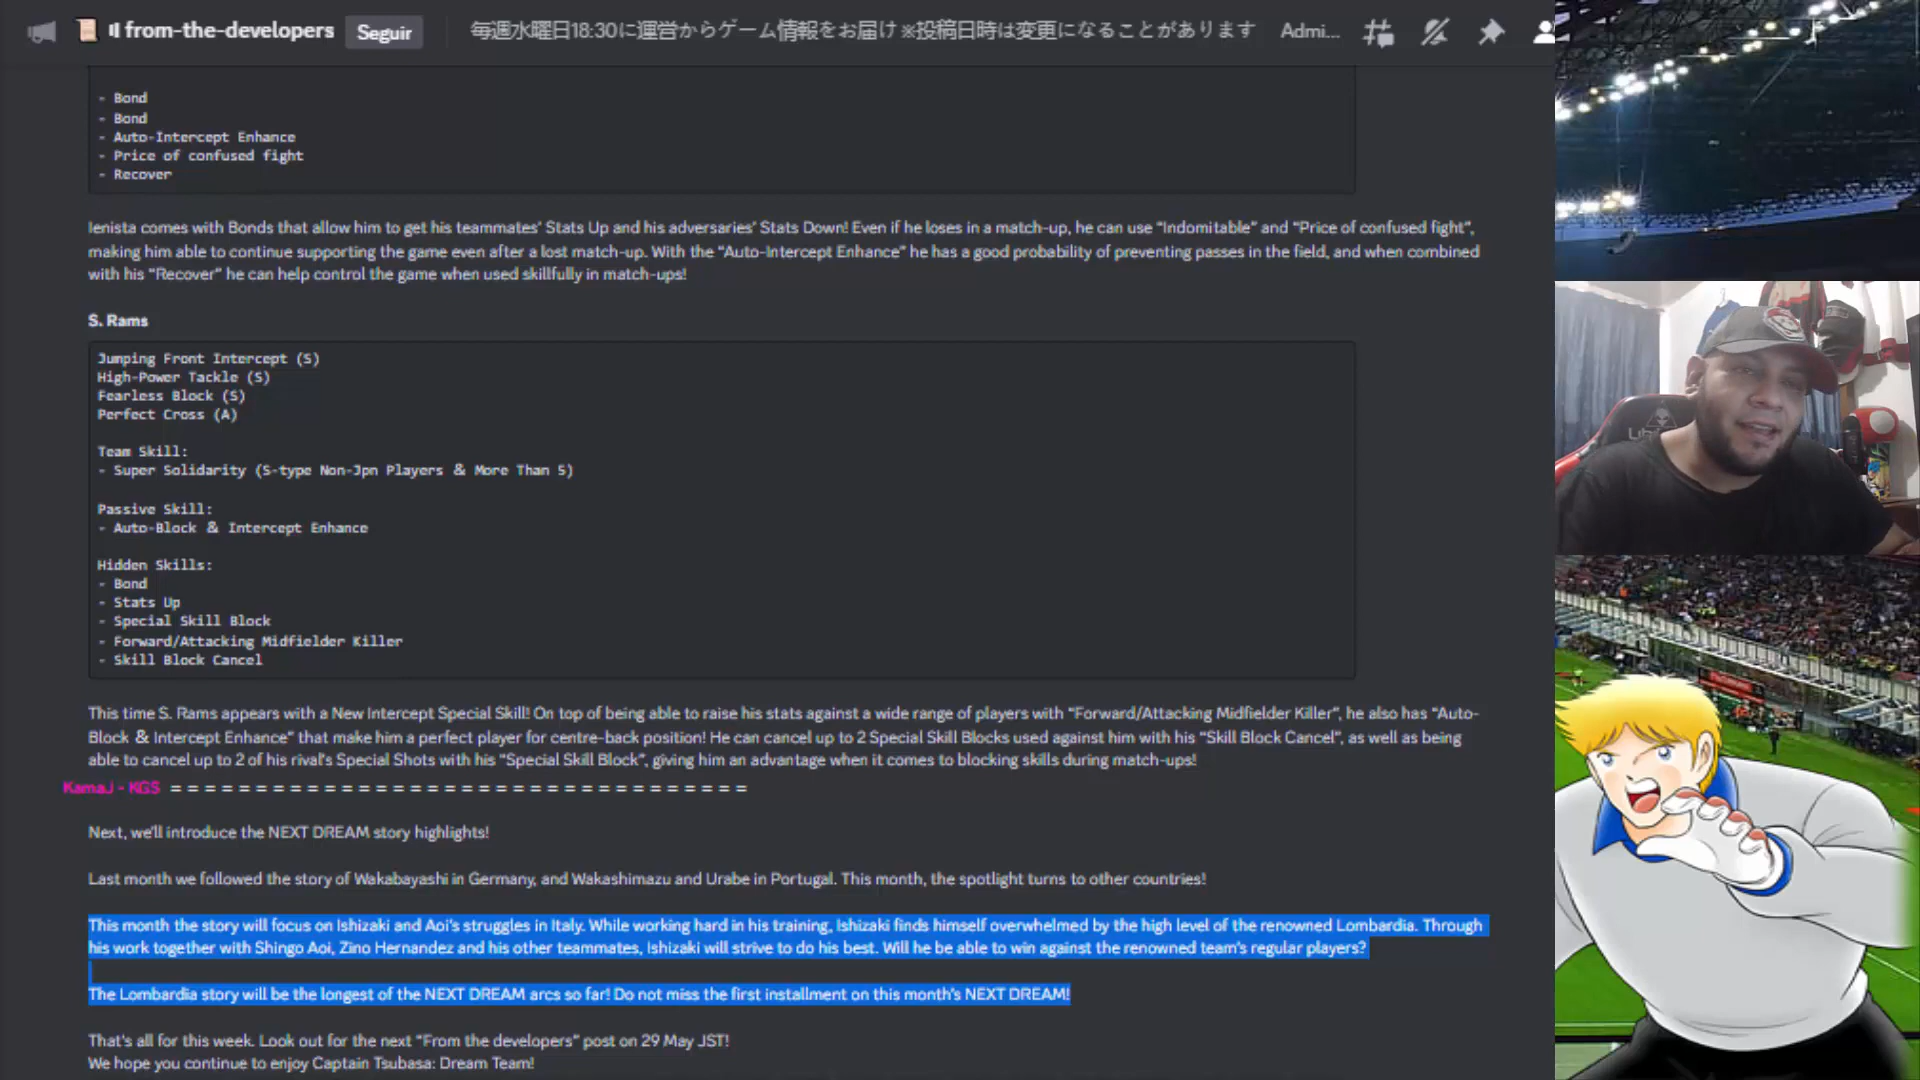 from-the-developers
Seguir
毎週水曜日18:30に運営からゲーム情報をお届け ※投稿日時は変更になることがあります
Admi...
- Bond
- Bond
- Auto-Intercept Enhance
- Price of confused fight
- Recover
Ienista comes with Bonds that allow him to get his teammates' Stats Up and his adversaries' Stats Down! Even if he loses in a match-up, he can use "Indomitable" and "Price of confused fight",
making him able to continue supporting the game even after a lost match-up. With the "Auto-Intercept Enhance" he has a good probability of preventing passes in the field, and when combined
with his "Recover" he can help control the game when used skillfully in match-ups!
S. Rams
Jumping Front Intercept (S)
High-Power Tackle (S)
Fearless Block (S)
Perfect Cross (A)
Team Skill:
- Super Solidarity (S-type Non-Jpn Players & More Than 5)
Passive Skill:
- Auto-Block & Intercept Enhance
Hidden Skills:
- Bond
- Stats Up
- Special Skill Block
- Forward/Attacking Midfielder Killer
- Skill Block Cancel
This time S. Rams appears with a New Intercept Special Skill! On top of being able to raise his stats against a wide range of players with "Forward/Attacking Midfielder Killer", he also has "Auto-
Block & Intercept Enhance" that make him a perfect player for centre-back position! He can cancel up to 2 Special Skill Blocks used against him with his "Skill Block Cancel", as well as being
able to cancel up to 2 of his rival's Special Shots with his "Special Skill Block", giving him an advantage when it comes to blocking skills during match-ups!
KamaJ - KGS = = = = = = = = = = = = = = = = = = = = = = = = = = = = = = = = = =
Next, we'll introduce the NEXT DREAM story highlights!
Last month we followed the story of Wakabayashi in Germany, and Wakashimazu and Urabe in Portugal. This month, the spotlight turns to other countries!
This month the story will focus on Ishizaki and Aoi's struggles in Italy. While working hard in his training, Ishizaki finds himself overwhelmed by the high level of the renowned Lombardia. Through
his work together with Shingo Aoi, Zino Hernandez and his other teammates, Ishizaki will strive to do his best. Will he be able to win against the renowned team's regular players?
The Lombardia story will be the longest of the NEXT DREAM arcs so far! Do not miss the first installment on this month's NEXT DREAM!
That's all for this week. Look out for the next "From the developers" post on 29 May JST!
We hope you continue to enjoy Captain Tsubasa: Dream Team!